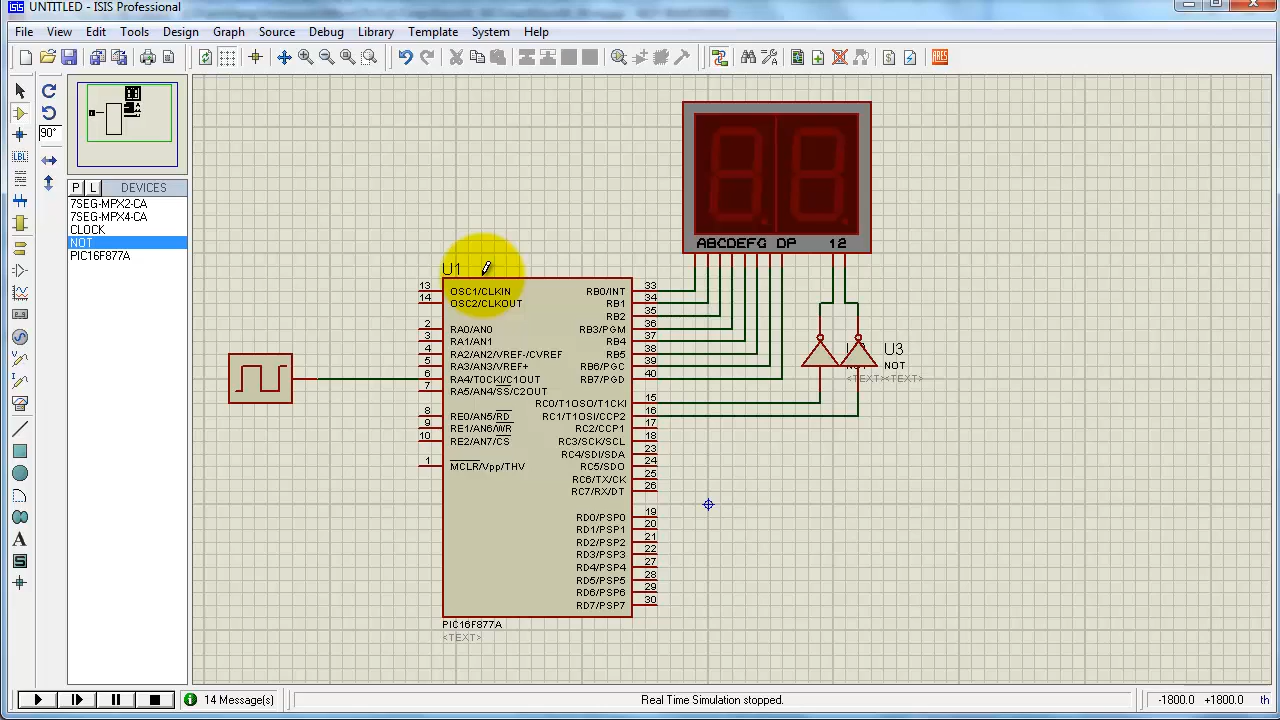 UNTITLED - ISIS Professional
File View Edit Tools Design Graph Source Debug Library Template System Help
ISIS
ARES
90°
P L DEVICES
7SEG-MPX2-CA
7SEG-MPX4-CA
CLOCK
NOT
PIC16F877A
LBL
A
S
ABCDEFG DP 12
U1
13 OSC1/CLKIN RB0/INT 33
14 OSC2/CLKOUT RB1 34
RB2 35
2 RA0/AN0 RB3/PGM 36
3 RA1/AN1 RB4 37
4 RA2/AN2/VREF-/CVREF RB5 38
5 RA3/AN3/VREF+ RB6/PGC 39
6 RA4/T0CKI/C1OUT RB7/PGD 40
7 RA5/AN4/SS/C2OUT
RC0/T1OSO/T1CKI 15
8 RE0/AN5/RD RC1/T1OSI/CCP2 16
9 RE1/AN6/WR RC2/CCP1 17
10 RE2/AN7/CS RC3/SCK/SCL 18
RC4/SDI/SDA 23
1 MCLR/Vpp/THV RC5/SDO 24
RC6/TX/CK 25
RC7/RX/DT 26
RD0/PSP0 19
RD1/PSP1 20
RD2/PSP2 21
RD3/PSP3 22
RD4/PSP4 27
RD5/PSP5 28
RD6/PSP6 29
RD7/PSP7 30
PIC16F877A
<TEXT>
U3
NOT
<TEXT><TEXT>
14 Message(s) Real Time Simulation stopped. -1800.0 +1800.0 th